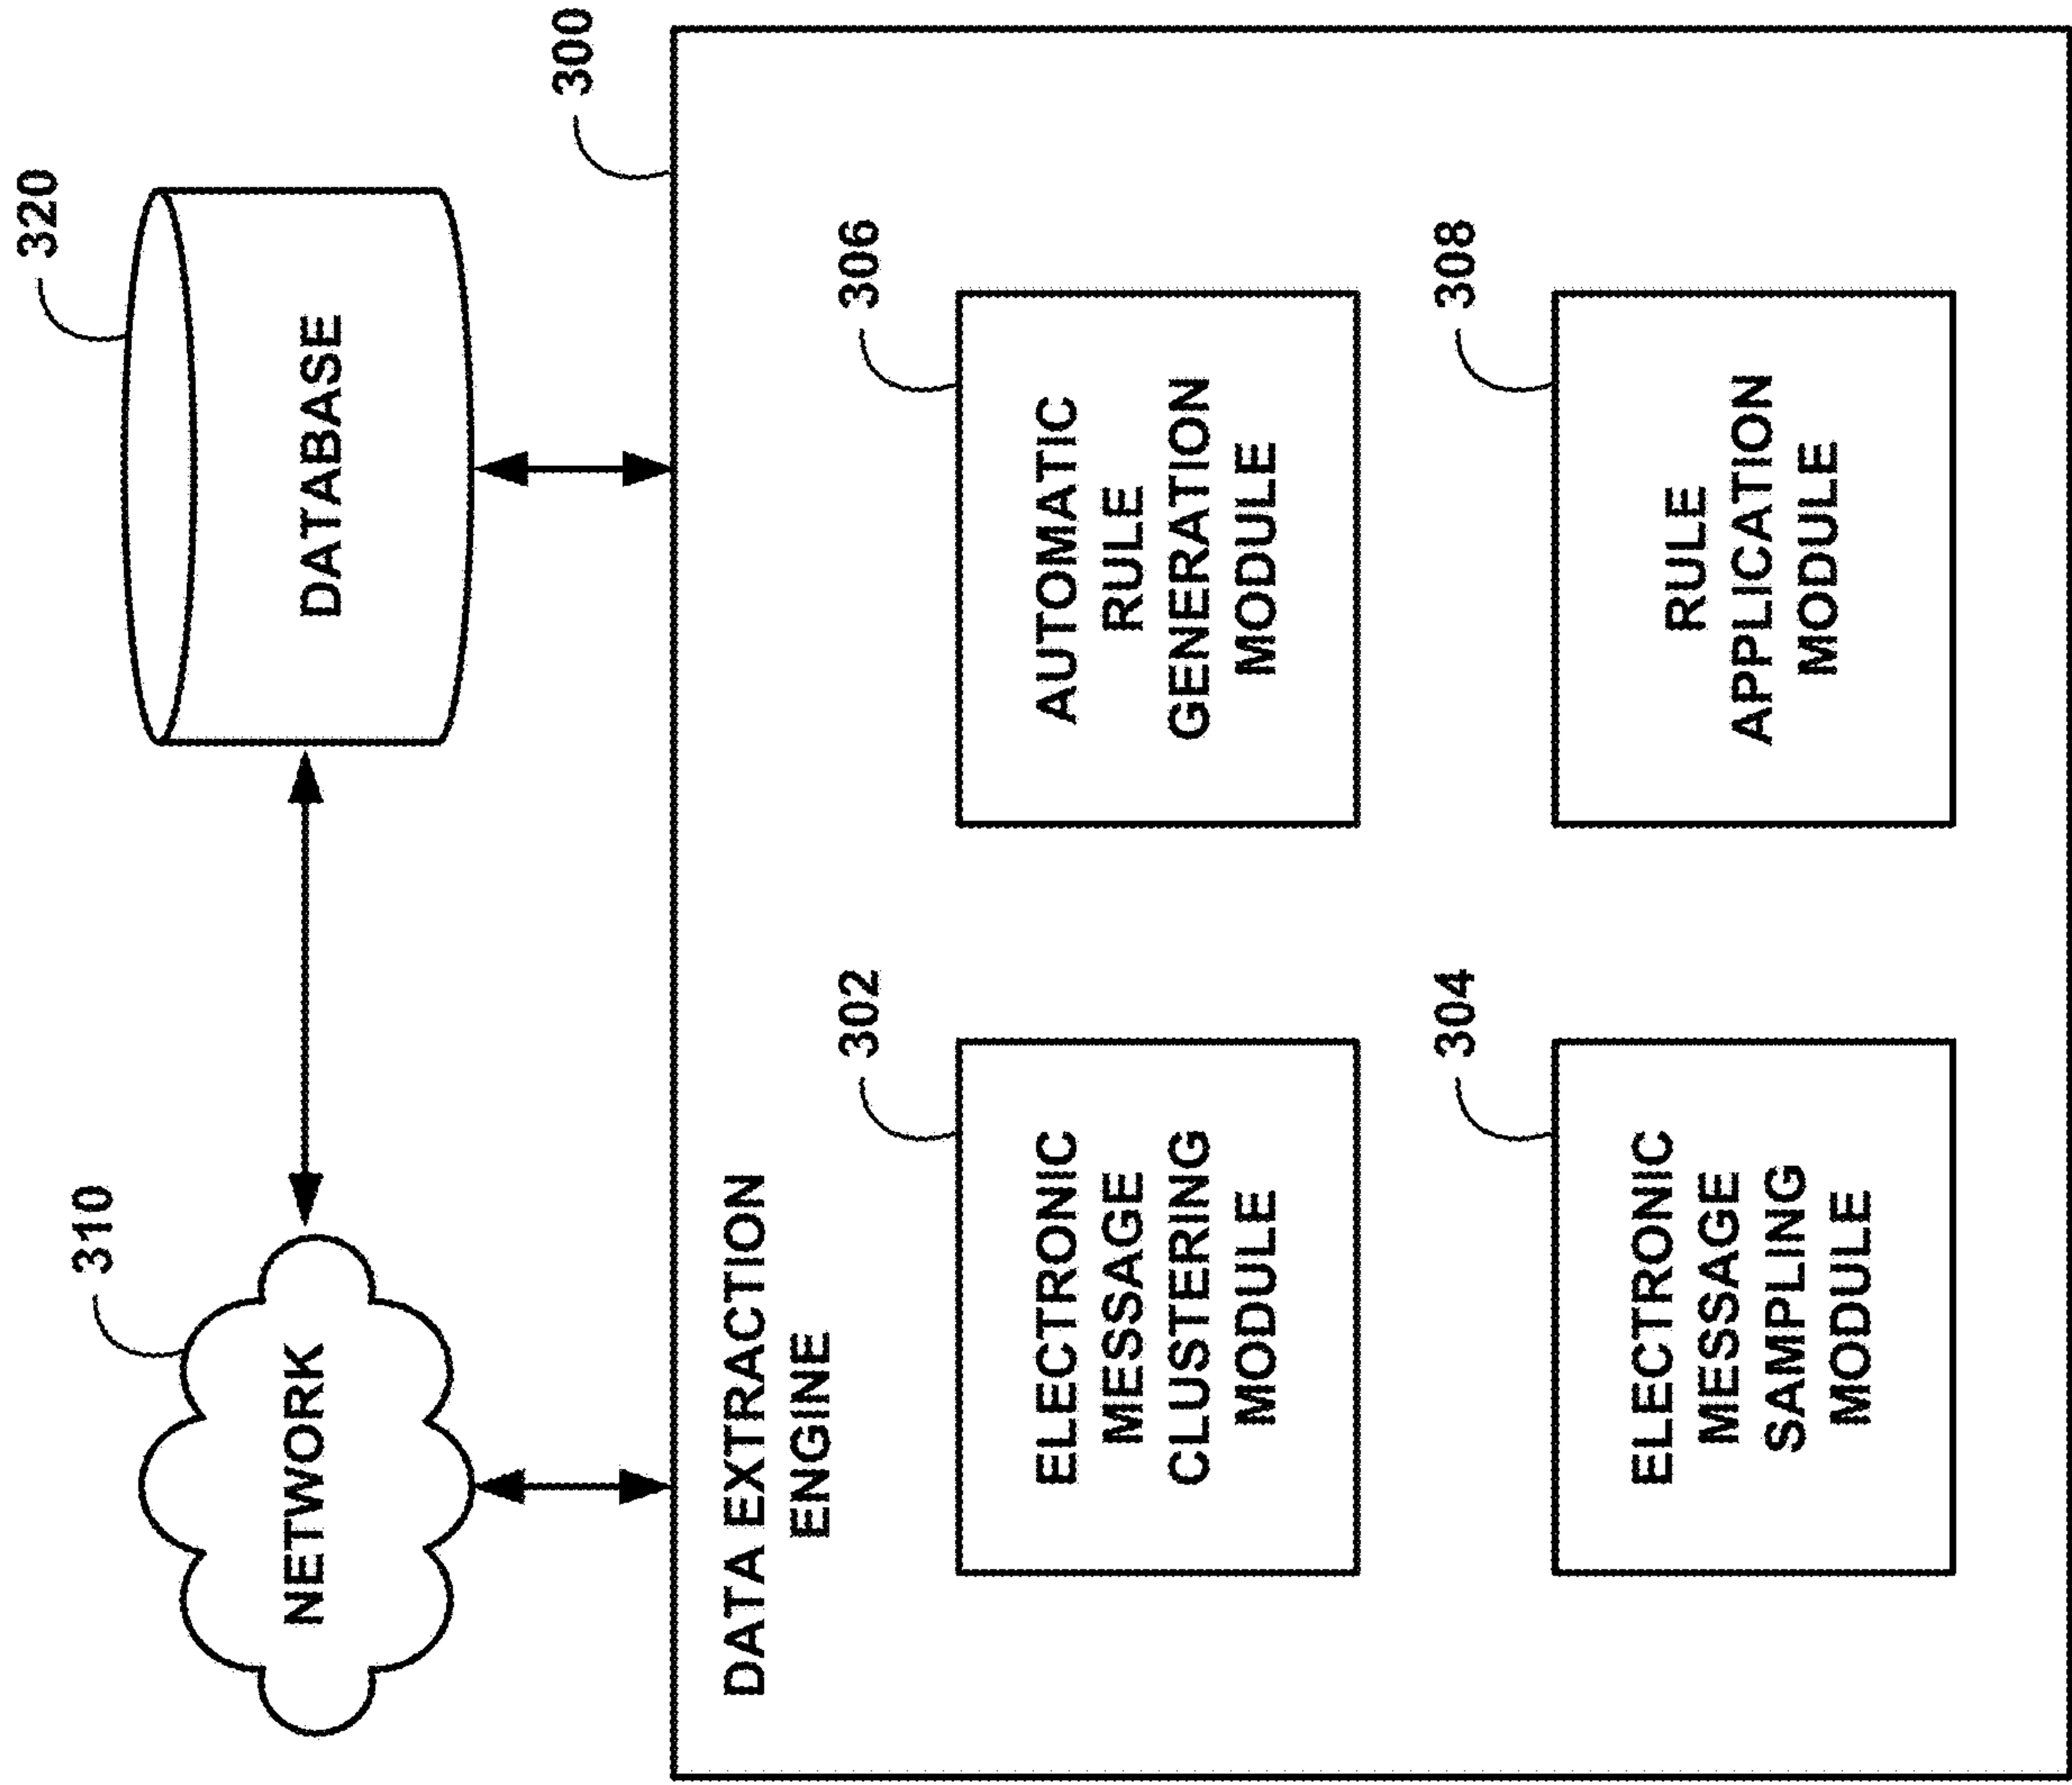 310
NETWORK
320
DATABASE
300
DATA EXTRACTION
ENGINE
302
ELECTRONIC
MESSAGE
CLUSTERING
MODULE
306
AUTOMATIC
RULE
GENERATION
MODULE
304
ELECTRONIC
MESSAGE
SAMPLING
MODULE
308
RULE
APPLICATION
MODULE